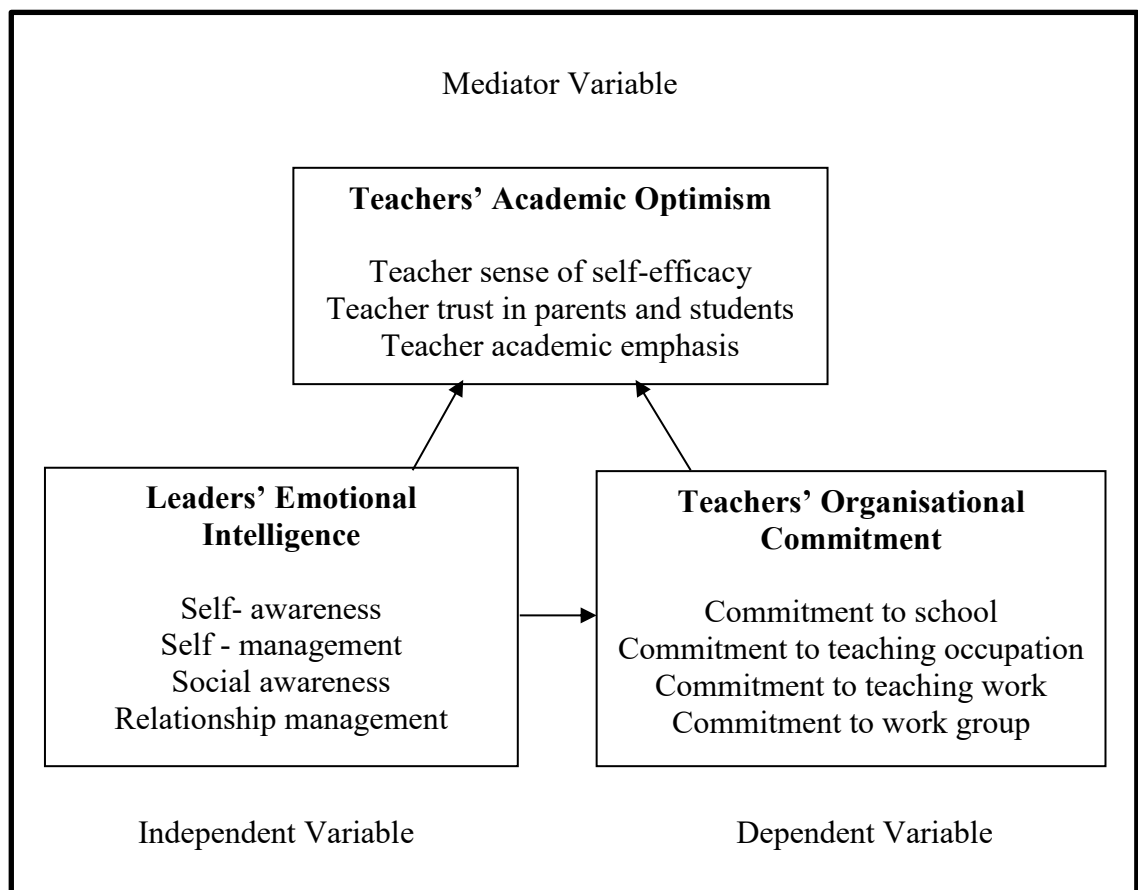 Mediator Variable
Teachers’ Academic Optimism
Teacher sense of self-efficacy
Teacher trust in parents and students
Teacher academic emphasis
Leaders’ Emotional
Intelligence
Self- awareness
Self - management
Social awareness
Relationship management
Teachers’ Organisational
Commitment
Commitment to school
Commitment to teaching occupation
Commitment to teaching work
Commitment to work group
Independent Variable
Dependent Variable